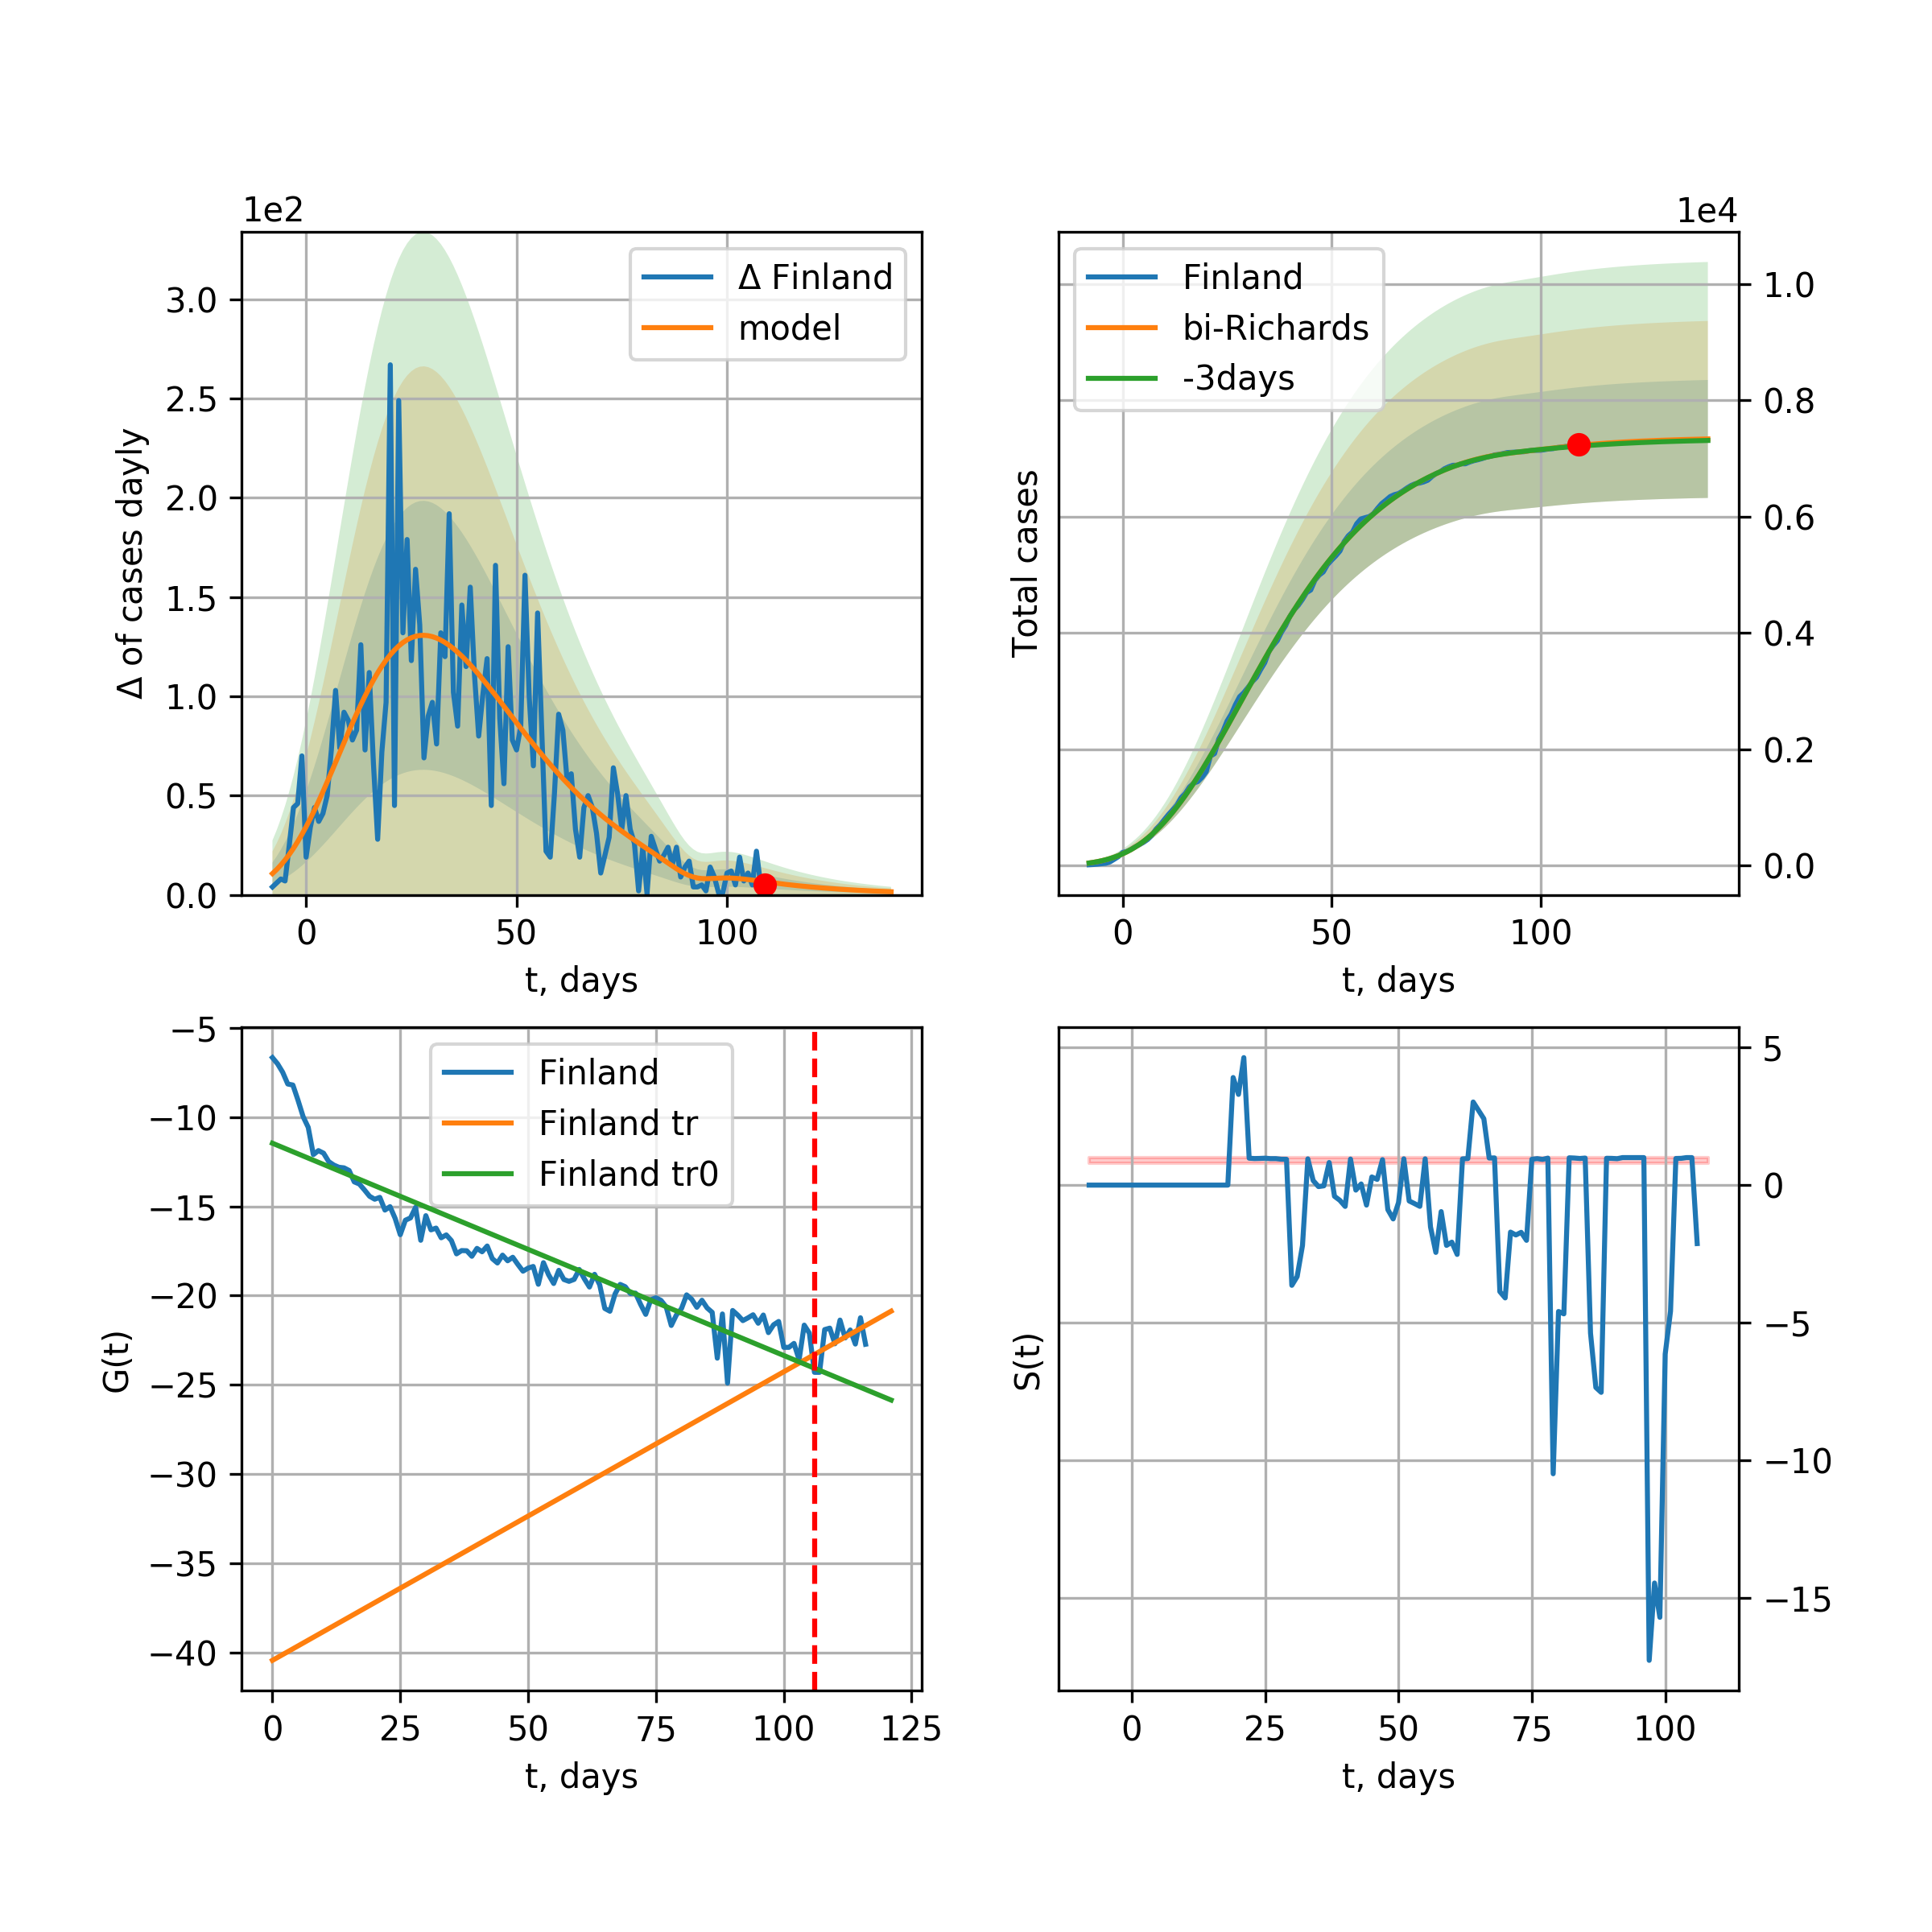 1e2
Δ of cases dayly
3.0
2.5
2.0
1.5
1.0
0.5
0.0
0 50 100
t, days
Δ Finland
model
1e4
Total cases
1.0
0.8
0.6
0.4
0.2
0.0
0 50 100
t, days
Finland
bi-Richards
-3days
G(t)
−5
−10
−15
−20
−25
−30
−35
−40
0 25 50 75 100 125
t, days
Finland
Finland tr
Finland tr0
S(t)
5
0
−5
−10
−15
0 25 50 75 100
t, days